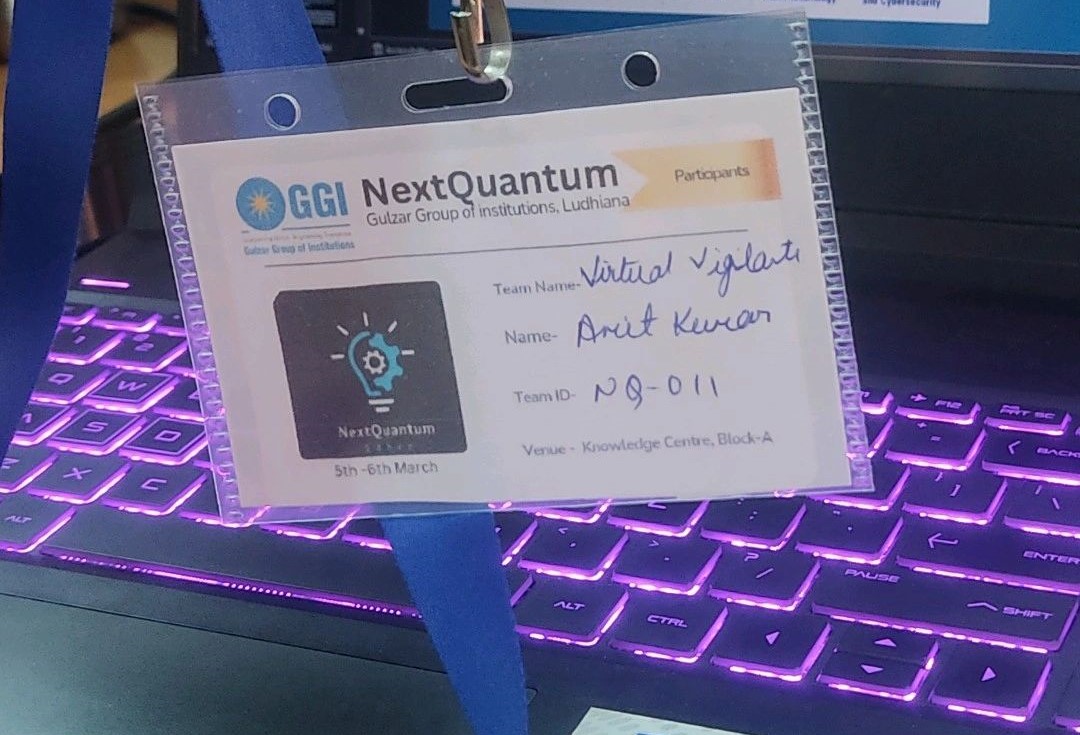 and Cybersecurity
GGI
Gulzar Group of Institutions
NextQuantum
Gulzar Group of institutions, Ludhiana
Participants
Team Name- Virtual Vigilante
Name- Kumar
Team ID- NQ-011
Venue - Knowledge Centre, Block-A
NextQuantum
5th -6th March
F12
PRT SC
Q W
S D
X C
BACK
ALT
ENTER
PAUSE
SHIFT
ALT
CTRL